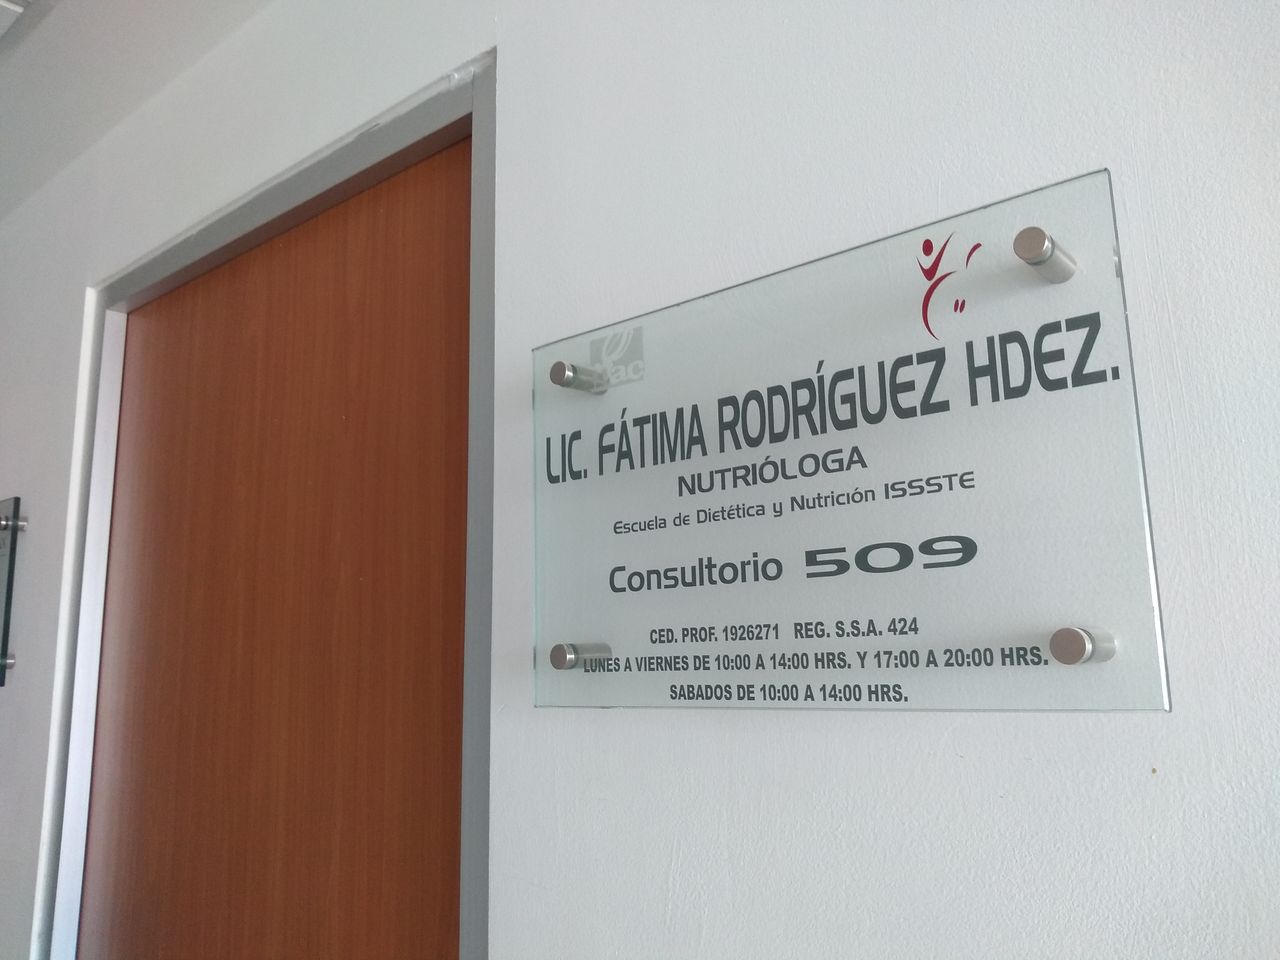 LIC. FÁTIMA RODRÍGUEZ HDEZ.
NUTRIÓLOGA
Escuela de Dietética y Nutrición ISSSTE
Consultorio 509
CED. PROF. 1926271 REG. S.S.A. 424
LUNES A VIERNES DE 10:00 A 14:00 HRS. Y 17:00 A 20:00 HRS.
SABADOS DE 10:00 A 14:00 HRS.